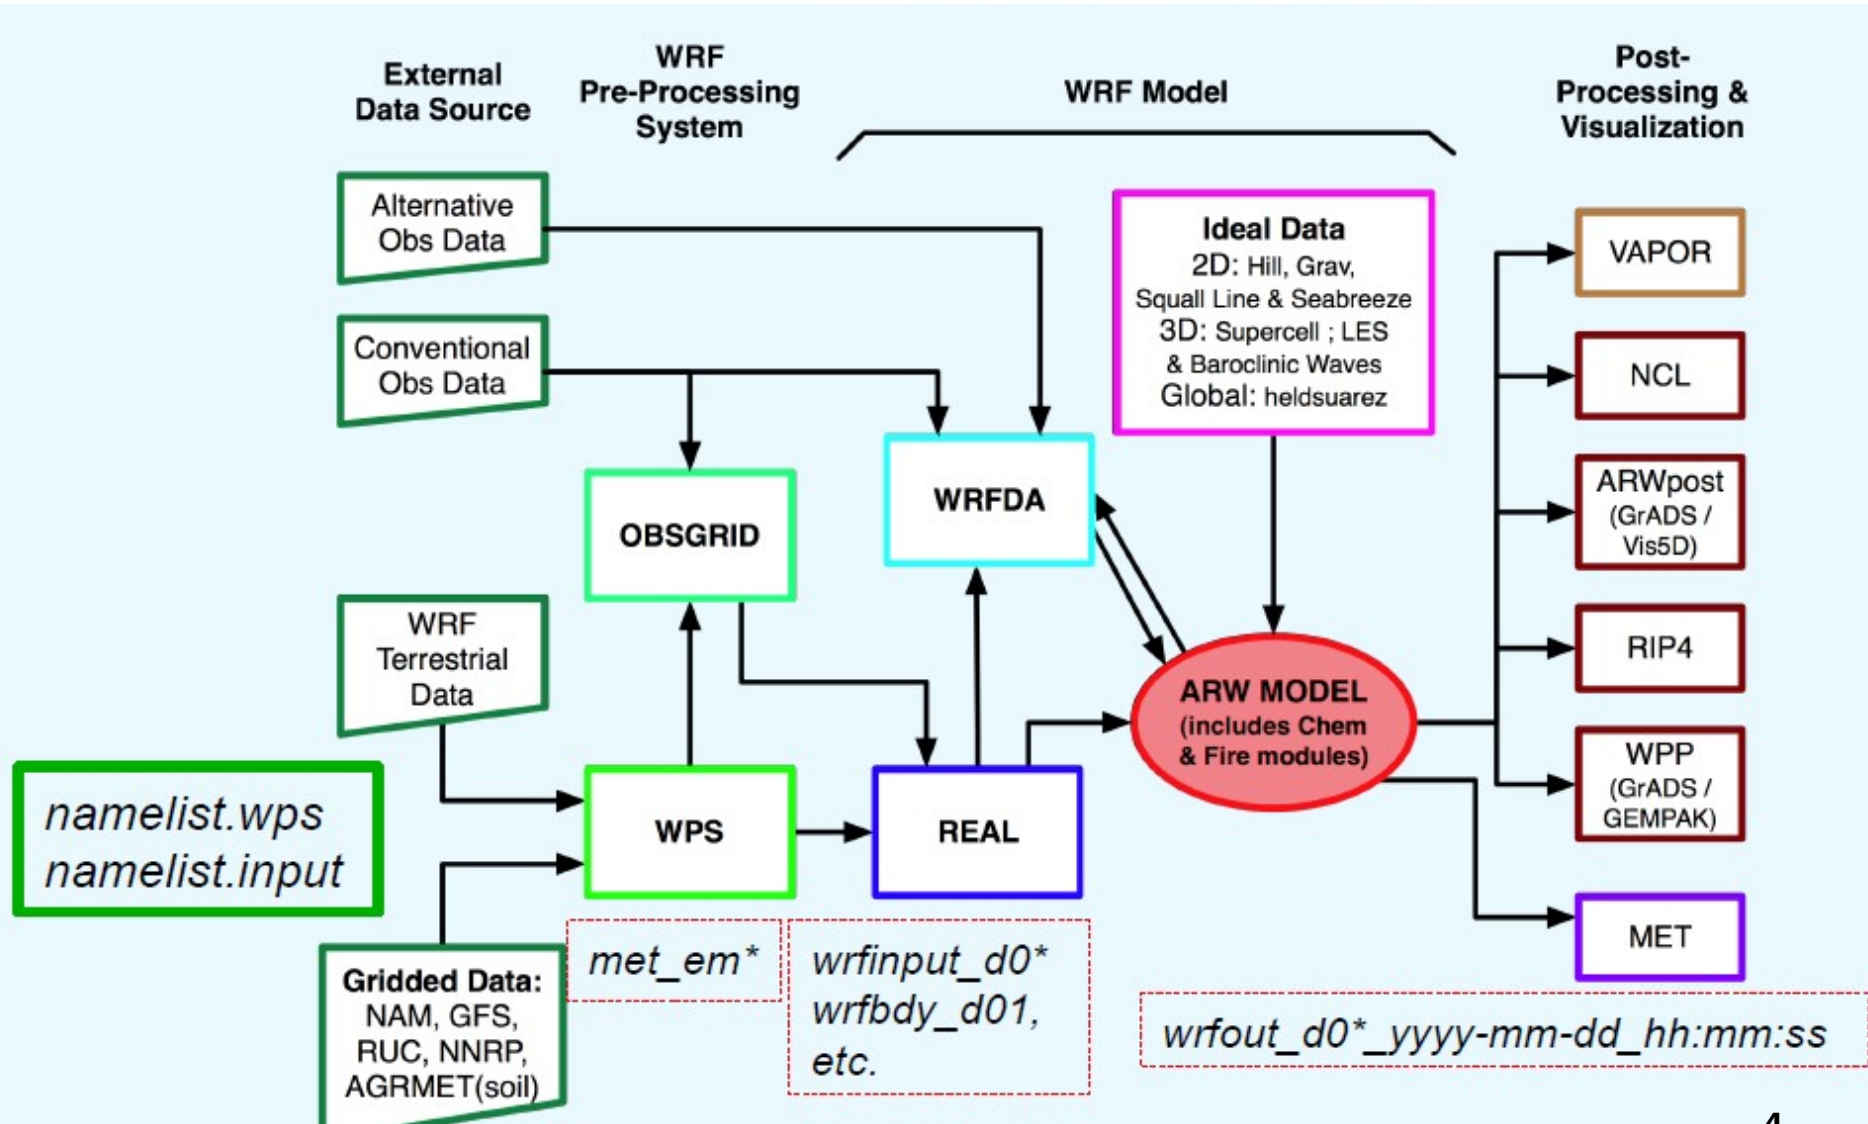 External
Data Source
WRF
Pre-Processing
System
WRF Model
Post-
Processing &
Visualization
Alternative
Obs Data
Conventional
Obs Data
WRF
Terrestrial
Data
Gridded Data:
NAM, GFS,
RUC, NNRP,
AGRMET(soil)
namelist.wps
namelist.input
OBSGRID
WPS
met_em*
WRFDA
REAL
wrfinput_d0*
wrfbdy_d01,
etc.
Ideal Data
2D: Hill, Grav,
Squall Line & Seabreeze
3D: Supercell ; LES
& Baroclinic Waves
Global: heldsuarez
ARW MODEL
(includes Chem
& Fire modules)
VAPOR
NCL
ARWpost
(GrADS /
Vis5D)
RIP4
WPP
(GrADS /
GEMPAK)
MET
wrfout_d0*_yyyy-mm-dd_hh:mm:ss
4